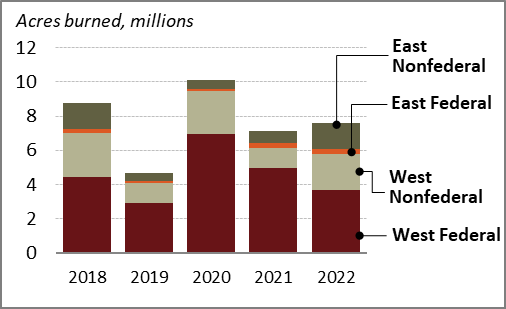 Acres burned, millions
12
10
8
6
4
2
0
2018 2019 2020 2021 2022
East
Nonfederal
East Federal
West
Nonfederal
West Federal